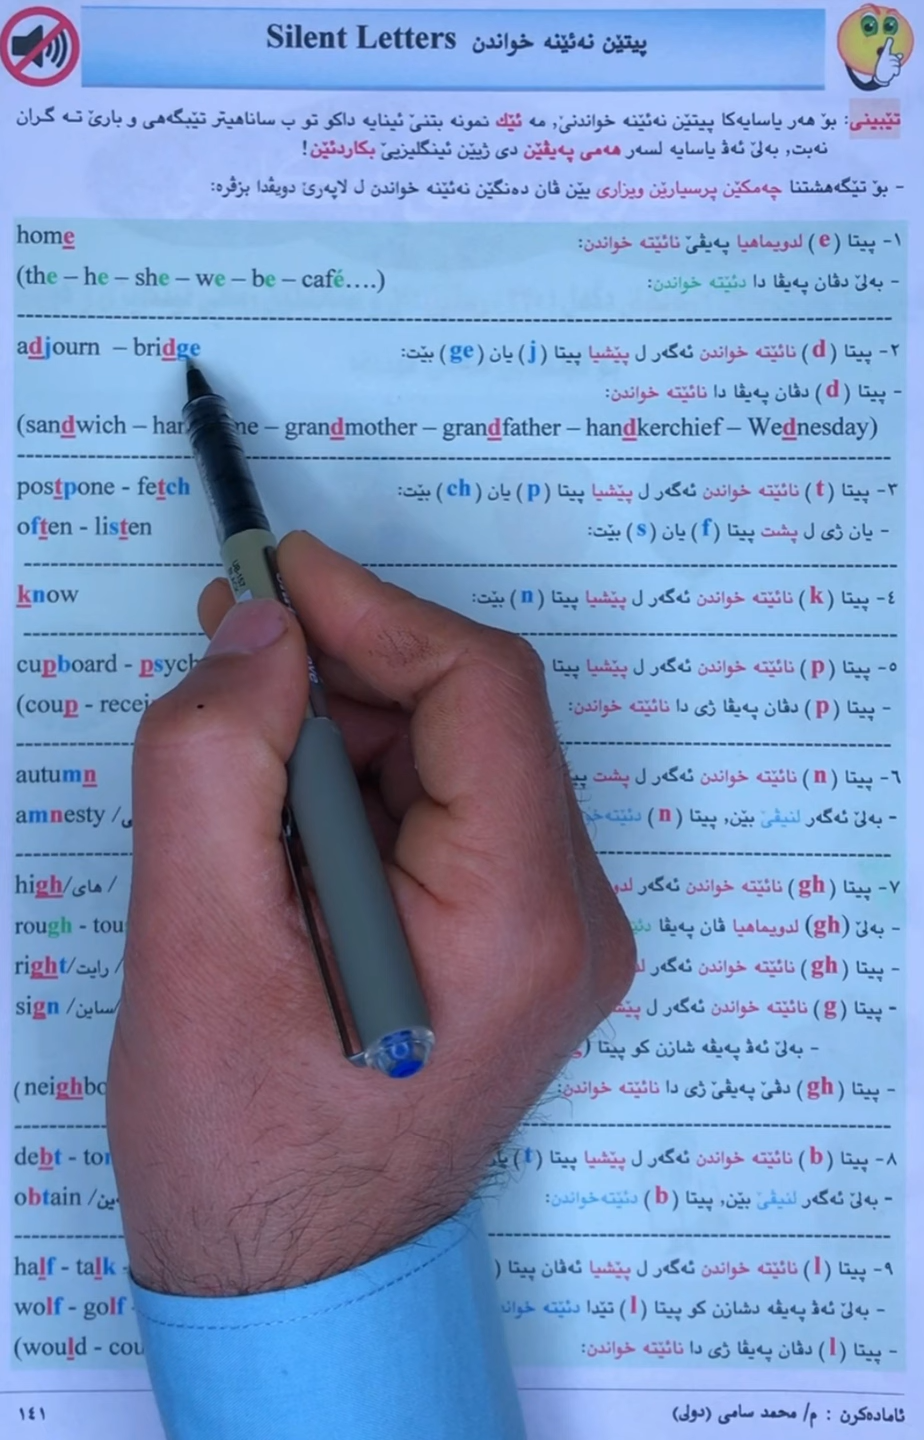 Silent Letters پیتێن نەئێنە خواندن
تێبینی: بۆ هەر یاسایەکا پیتێن نەئێنە خواندنێ، مە ئێك نمونە بتنێ ئینایە داکو تو ب ساناهیتر تێبگەهی و بارێ تە گران
نەبت، بەلێ ئەڤ یاسایە لسەر هەمی پەیڤێن دی ژیێن ئینگلیزیێ بکاردئێن!
- بۆ تێگەهشتنا چەمکێن پرسیارێن ویزاری یێن ڤان دەنگێن نەئێنە خواندن ل لاپەرێ دویڤدا بزڤرە:
١- پیتا (e) لدویماهیا پەیڤێ نائێتە خواندن:
home
- بەلێ دڤان پەیڤا دا دئێتە خواندن:
(the – he – she – we – be – café....)
٢- پیتا (d) نائێتە خواندن ئەگەر ل پێشیا پیتا (j) یان (ge) بێت:
adjourn – bridge
- پیتا (d) دڤان پەیڤا دا نائێتە خواندن:
(sandwich – – grandmother – grandfather – handkerchief – Wednesday)
٣- پیتا (t) نائێتە خواندن ئەگەر ل پێشیا پیتا (p) یان (ch) بێت:
postpone - fetch
- یان ژی ل پشت پیتا (f) یان (s) بێت:
often - listen
٤- پیتا (k) نائێتە خواندن ئەگەر ل پێشیا پیتا (n) بێت:
know
٥- پیتا (p) نائێتە خواندن ئەگەر ل پێشیا پیتا
cupboard -
- پیتا (p) دڤان پەیڤا ژی دا نائێتە خواندن:
(coup -
٦- پیتا (n) نائێتە خواندن ئەگەر ل پشت
autumn
- بەلێ ئەگەر لنیڤێ بێن، پیتا (n)
amnesty /
٧- پیتا (gh) نائێتە خواندن ئەگەر
high/های /
- بەلێ (gh) لدویماهیا ڤان پەیڤا
rough -
- پیتا (gh) نائێتە خواندن ئەگەر
right/رایت /
- پیتا (g) نائێتە خواندن ئەگەر ل
sign /ساین/
- بەلێ ئەڤ پەیڤە شازن کو پیتا
- پیتا (gh) دڤێ پەیڤێ ژی دا نائێتە خواندن:
٨- پیتا (b) نائێتە خواندن ئەگەر ل پێشیا پیتا (t)
debt -
- بەلێ ئەگەر لنیڤێ بێن، پیتا (b) دئێتە خواندن:
obtain /
٩- پیتا (l) نائێتە خواندن ئەگەر ل پێشیا ئەڤان پیتا (
half - talk -
- بەلێ ئەڤ پەیڤە دشازن کو پیتا (l) تێدا دئێتە
wolf - golf
- پیتا (l) دڤان پەیڤا ژی دا نائێتە خواندن:
(would -
ئامادەکرن : م/ محمد سامی (دولی)
١٤١